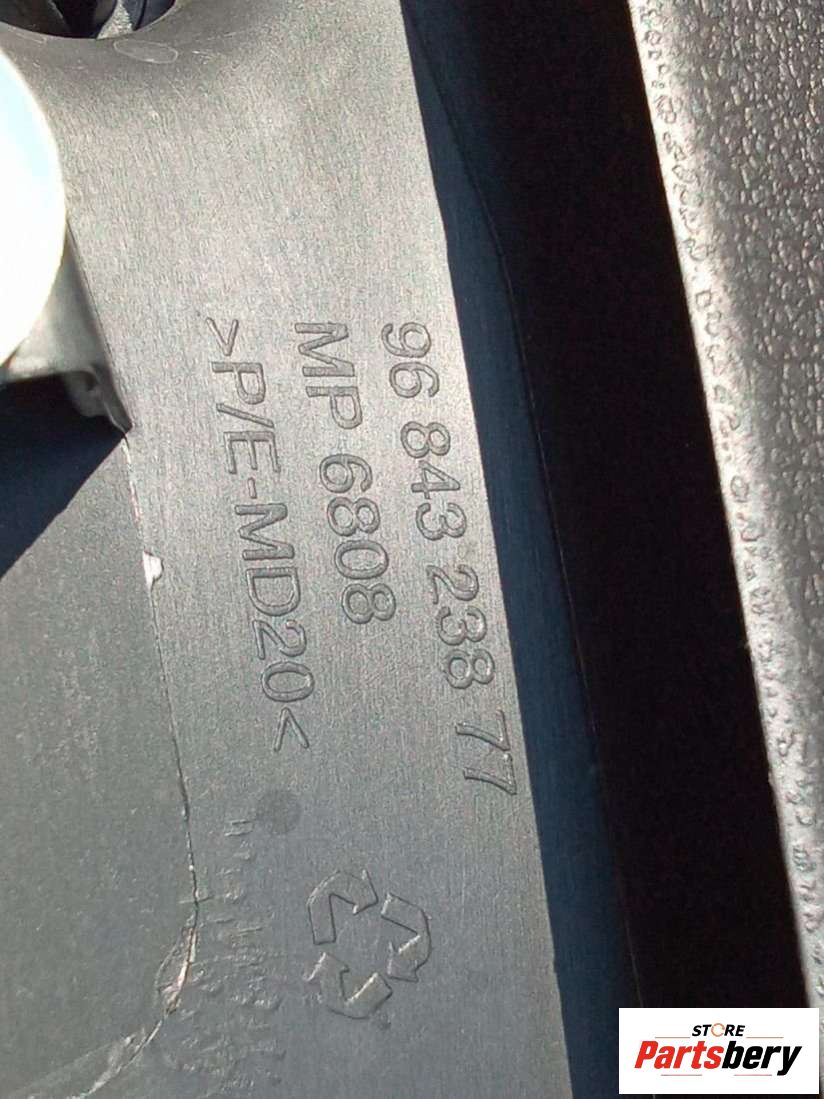 96 843 238 77
MP 6808
>P/E-MD20<
STORE
Partsbery